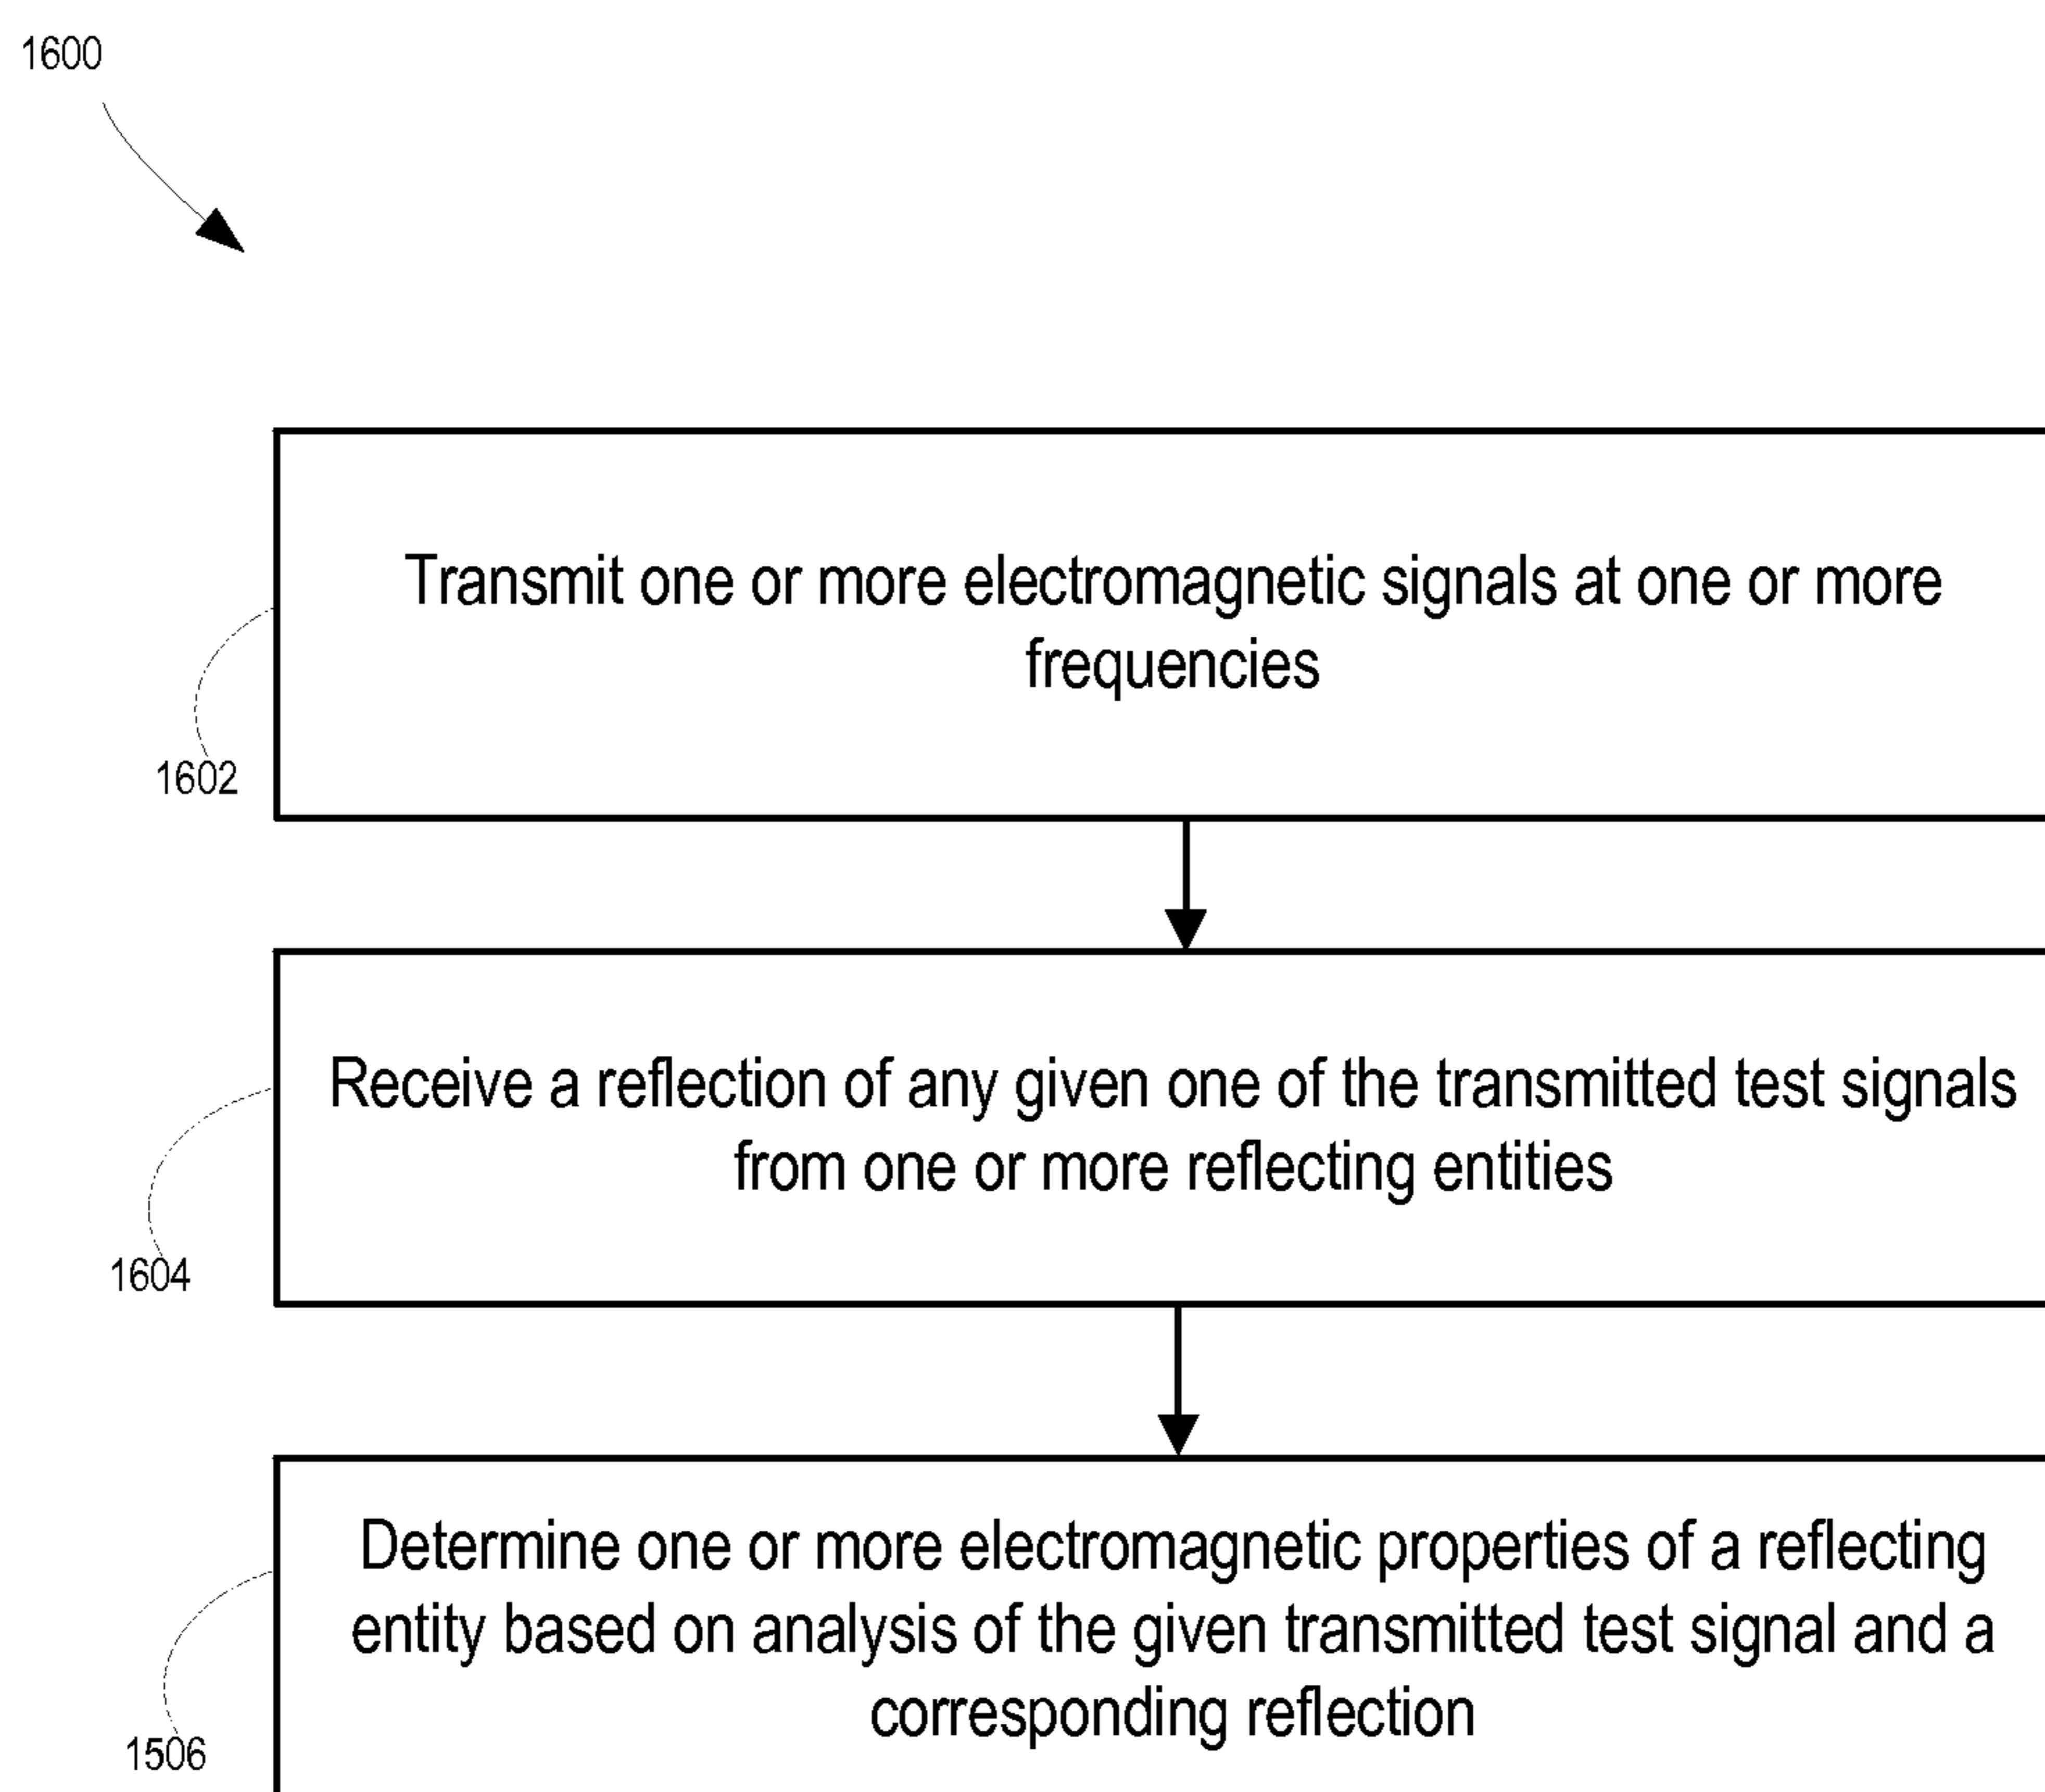 1600
Transmit one or more electromagnetic signals at one or more
frequencies
1602
Receive a reflection of any given one of the transmitted test signals
from one or more reflecting entities
1604
Determine one or more electromagnetic properties of a reflecting
entity based on analysis of the given transmitted test signal and a
corresponding reflection
1506